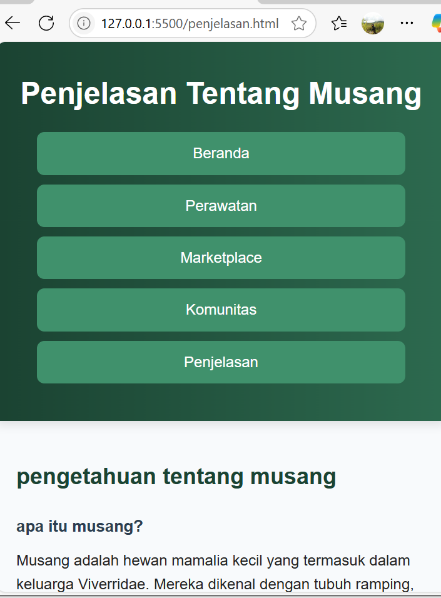 127.0.0.1:5500/penjelasan.html
Penjelasan Tentang Musang
Beranda
Perawatan
Marketplace
Komunitas
Penjelasan
pengetahuan tentang musang
apa itu musang?
Musang adalah hewan mamalia kecil yang termasuk dalam
keluarga Viverridae. Mereka dikenal dengan tubuh ramping,